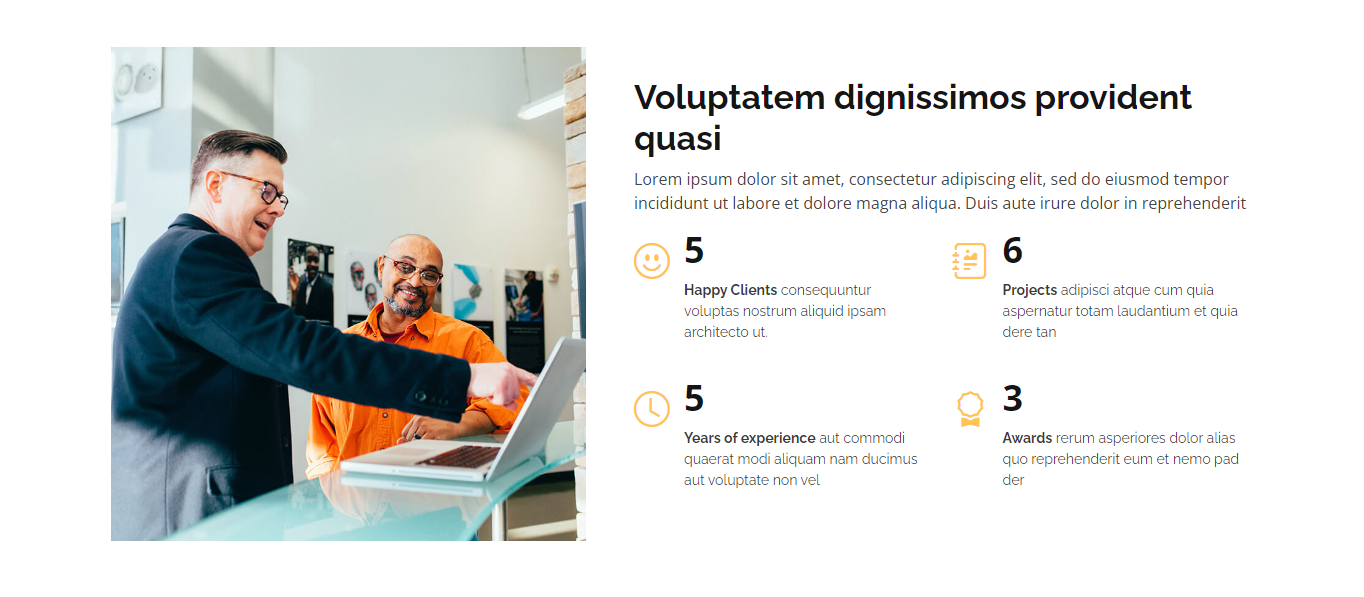 Voluptatem dignissimos provident
quasi
Lorem ipsum dolor sit amet, consectetur adipiscing elit, sed do eiusmod tempor
incididunt ut labore et dolore magna aliqua. Duis aute irure dolor in reprehenderit
5
Happy Clients consequuntur
voluptas nostrum aliquid ipsam
architecto ut.
6
Projects adipisci atque cum quia
aspernatur totam laudantium et quia
dere tan
5
Years of experience aut commodi
quaerat modi aliquam nam ducimus
aut voluptate non vel
3
Awards rerum asperiores dolor alias
quo reprehenderit eum et nemo pad
der